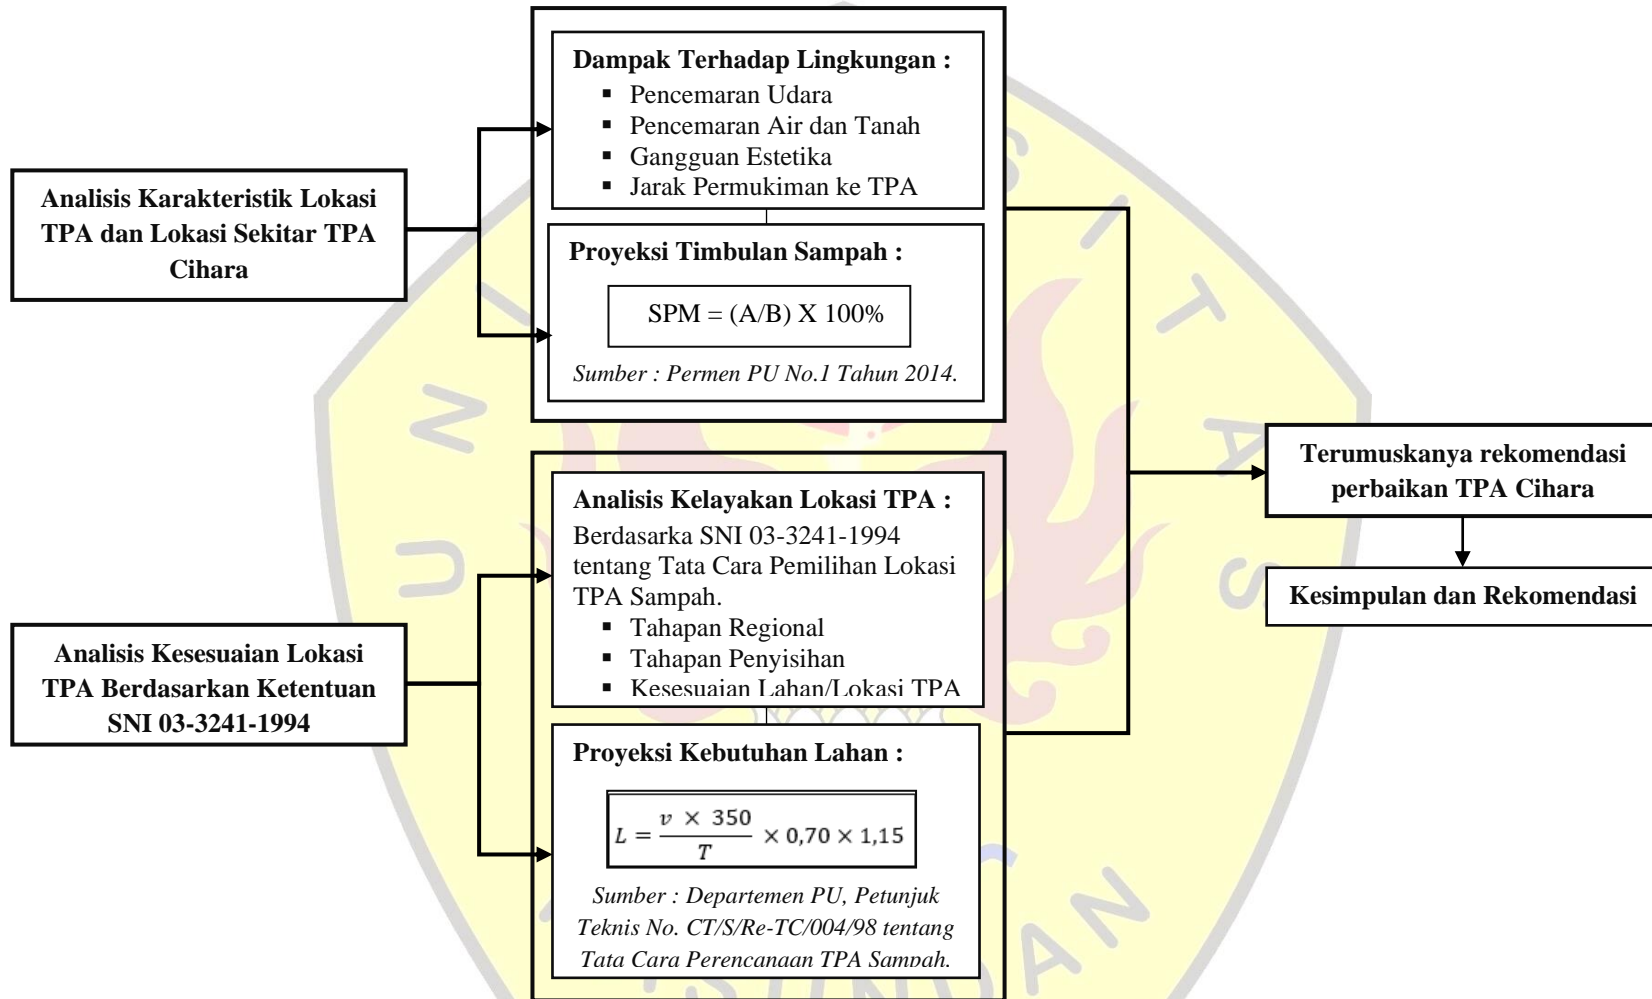 Analisis Karakteristik Lokasi
TPA dan Lokasi Sekitar TPA
Cihara
Dampak Terhadap Lingkungan :
▪ Pencemaran Udara
▪ Pencemaran Air dan Tanah
▪ Gangguan Estetika
▪ Jarak Permukiman ke TPA
Proyeksi Timbulan Sampah :
SPM = (A/B) X 100%
Sumber : Permen PU No.1 Tahun 2014.
Analisis Kesesuaian Lokasi
TPA Berdasarkan Ketentuan
SNI 03-3241-1994
Analisis Kelayakan Lokasi TPA :
Berdasarka SNI 03-3241-1994
tentang Tata Cara Pemilihan Lokasi
TPA Sampah.
▪ Tahapan Regional
▪ Tahapan Penyisihan
▪ Kesesuaian Lahan/Lokasi TPA
Proyeksi Kebutuhan Lahan :
L = (v × 350)/T × 0,70 × 1,15
Sumber : Departemen PU, Petunjuk
Teknis No. CT/S/Re-TC/004/98 tentang
Tata Cara Perencanaan TPA Sampah.
Terumuskanya rekomendasi
perbaikan TPA Cihara
Kesimpulan dan Rekomendasi